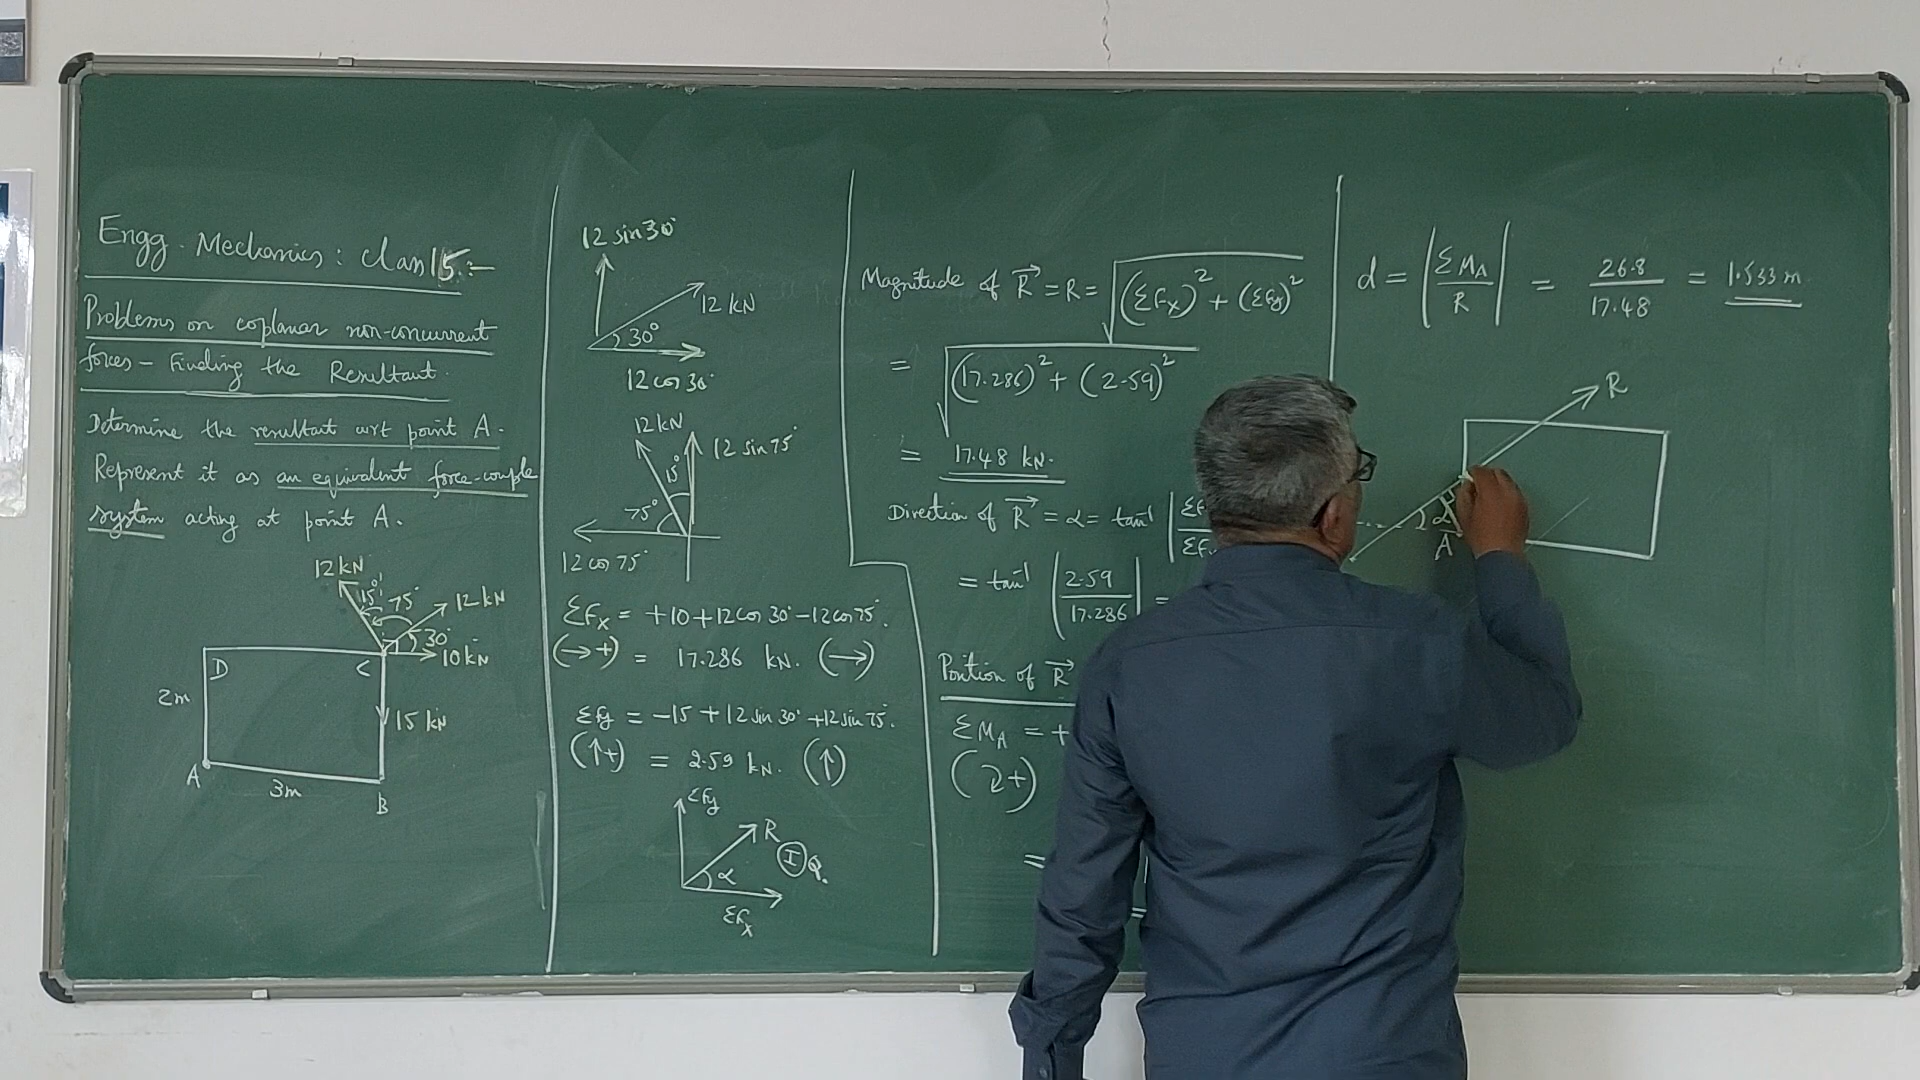 Engg. Mechanics: Class 15:-
Problems on coplanar non-concurrent
forces - Finding the Resultant.
Determine the resultant wrt point A.
Represent it as an equivalent force-couple
system acting at point A.
12 kN
15°
75°
12 kN
30°
10 kN
D
C
2m
15 kN
A
3m
B
12 sin 30°
12 kN
30°
12 cos 30°
12 kN
12 sin 75°
15°
75°
12 cos 75°
ΣFx = +10+12 cos 30° -12 cos 75°.
(→+) = 17.286 kN. (→)
Σfy = -15 + 12 sin 30° +12 sin 75°.
(↑+) = 2.59 kN. (↑)
Σfy
R
I Q.
α
ΣFx
Magnitude of R⃗ = R = √((ΣFx)² + (Σfy)²)
= √((17.286)² + (2.59)²)
= 17.48 kN.
Direction of R⃗ = α = tan⁻¹
= tan⁻¹ |2.59/17.286| =
Position of R⃗
ΣMA = +
(↻+)
=
d = |ΣMA/R| = 26.8/17.48 = 1.533 m.
R
α
A